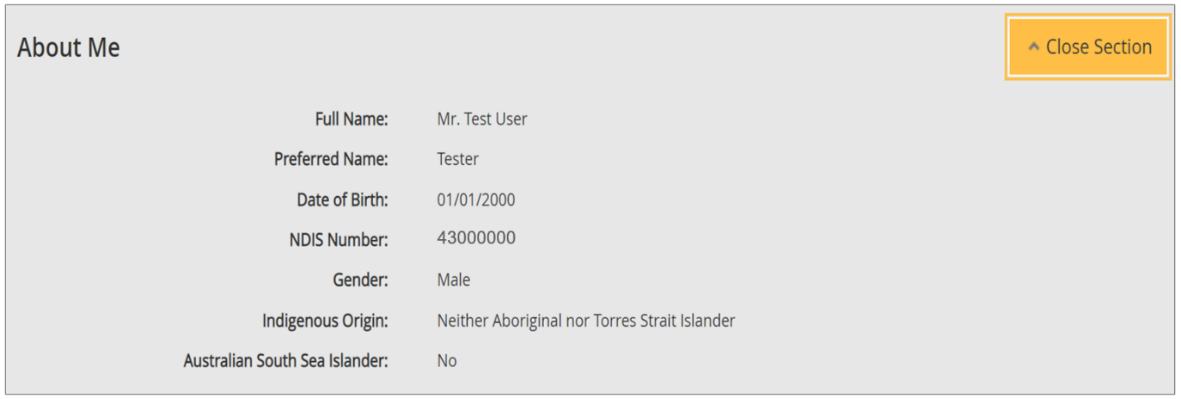 About Me
Close Section
Full Name: Mr. Test User
Preferred Name: Tester
Date of Birth: 01/01/2000
NDIS Number: 43000000
Gender: Male
Indigenous Origin: Neither Aboriginal nor Torres Strait Islander
Australian South Sea Islander: No